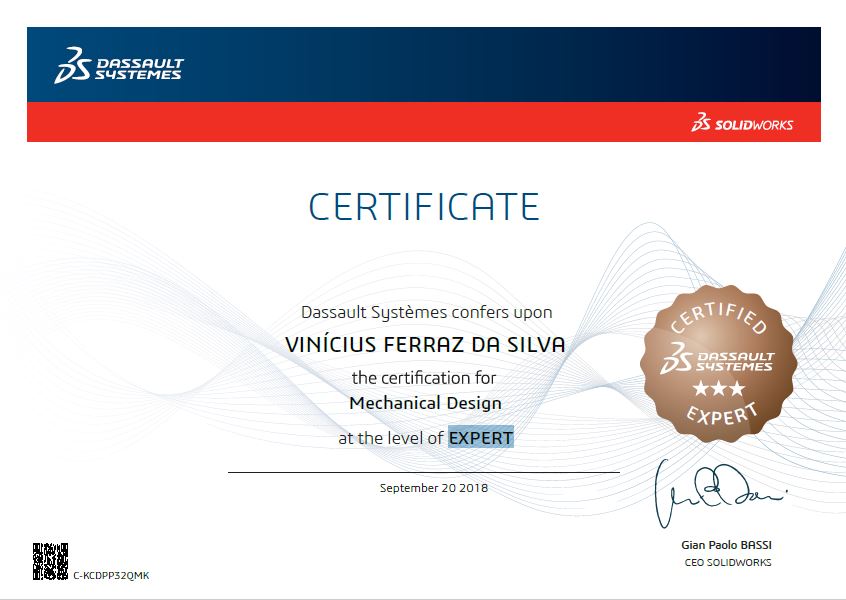 DASSAULT
SYSTEMES
SOLIDWORKS
CERTIFICATE
Dassault Systèmes confers upon
VINÍCIUS FERRAZ DA SILVA
the certification for
Mechanical Design
at the level of EXPERT
September 20 2018
CERTIFIED
DASSAULT
SYSTEMES
EXPERT
Gian Paolo BASSI
CEO SOLIDWORKS
C-KCDPP32QMK